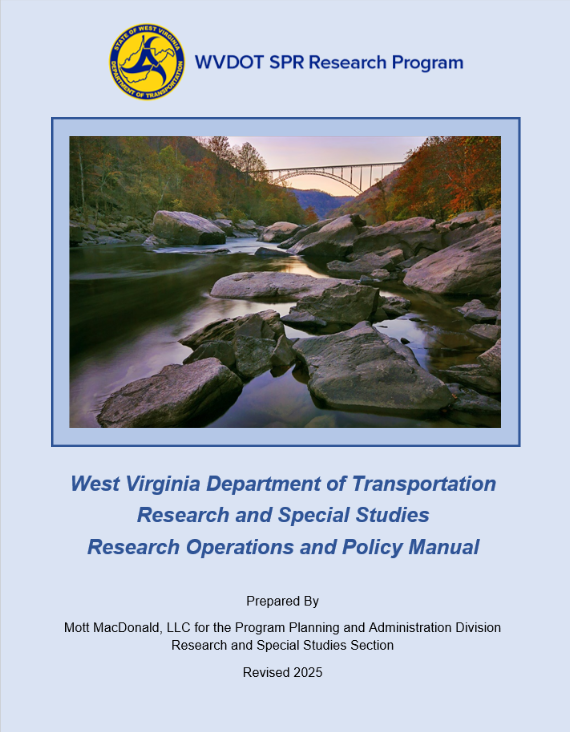 STATE OF WEST VIRGINIA
DEPARTMENT OF TRANSPORTATION
WVDOT SPR Research Program
West Virginia Department of Transportation
Research and Special Studies
Research Operations and Policy Manual
Prepared By
Mott MacDonald, LLC for the Program Planning and Administration Division
Research and Special Studies Section
Revised 2025